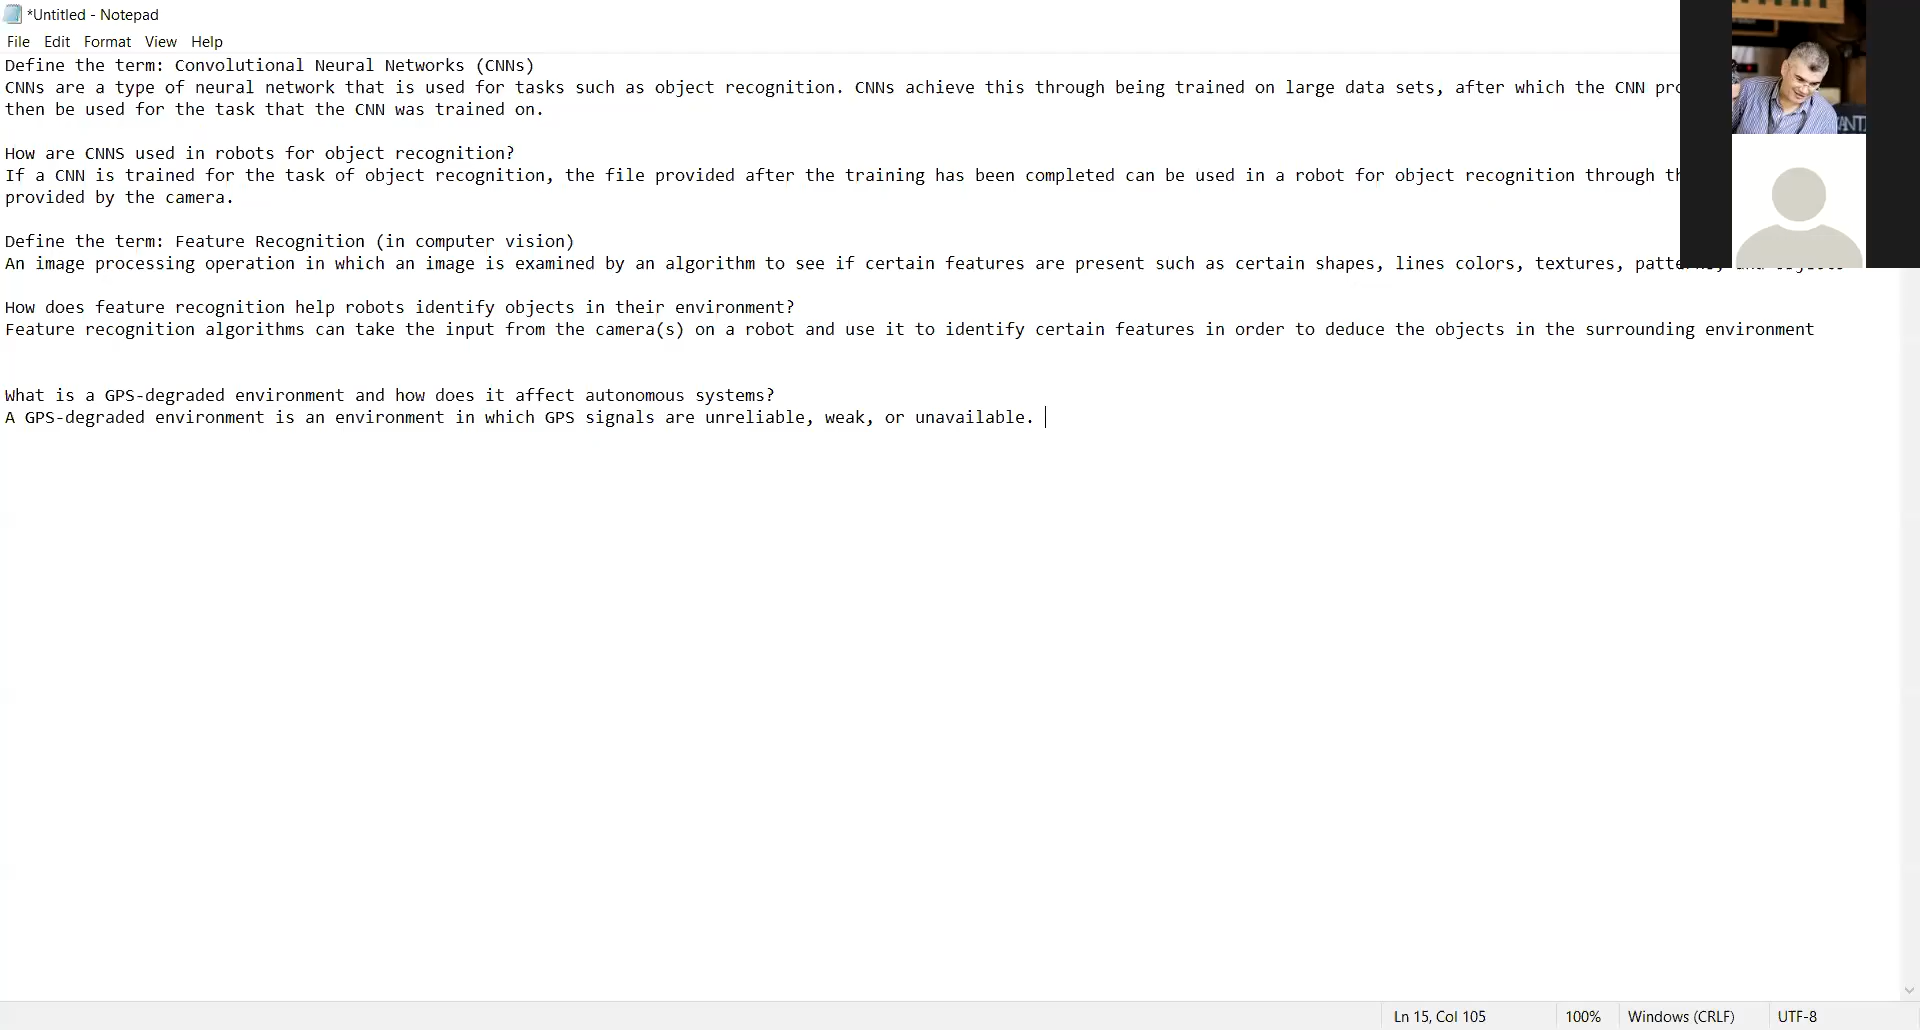 *Untitled - Notepad
File Edit Format View Help
Define the term: Convolutional Neural Networks (CNNs)
CNNs are a type of neural network that is used for tasks such as object recognition. CNNs achieve this through being trained on large data sets, after which the CNN
then be used for the task that the CNN was trained on.
How are CNNS used in robots for object recognition?
If a CNN is trained for the task of object recognition, the file provided after the training has been completed can be used in a robot for object recognition through
provided by the camera.
Define the term: Feature Recognition (in computer vision)
An image processing operation in which an image is examined by an algorithm to see if certain features are present such as certain shapes, lines colors, textures,
How does feature recognition help robots identify objects in their environment?
Feature recognition algorithms can take the input from the camera(s) on a robot and use it to identify certain features in order to deduce the objects in the surrounding environment
What is a GPS-degraded environment and how does it affect autonomous systems?
A GPS-degraded environment is an environment in which GPS signals are unreliable, weak, or unavailable.
Ln 15, Col 105 100% Windows (CRLF) UTF-8